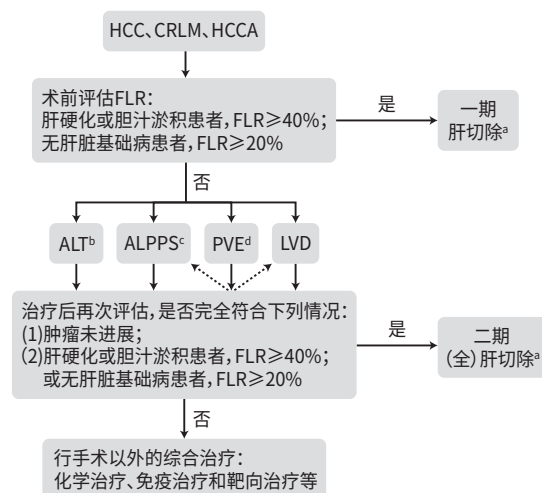 HCC、CRLM、HCCA
术前评估FLR：
肝硬化或胆汁淤积患者，FLR≥40%；
无肝脏基础病患者，FLR≥20%
是
一期
肝切除ᵃ
否
ALTᵇ
ALPPSᶜ
PVEᵈ
LVD
治疗后再次评估，是否完全符合下列情况：
(1)肿瘤未进展；
(2)肝硬化或胆汁淤积患者，FLR≥40%；
或无肝脏基础病患者，FLR≥20%
是
二期
（全）肝切除ᵃ
否
行手术以外的综合治疗：
化学治疗、免疫治疗和靶向治疗等